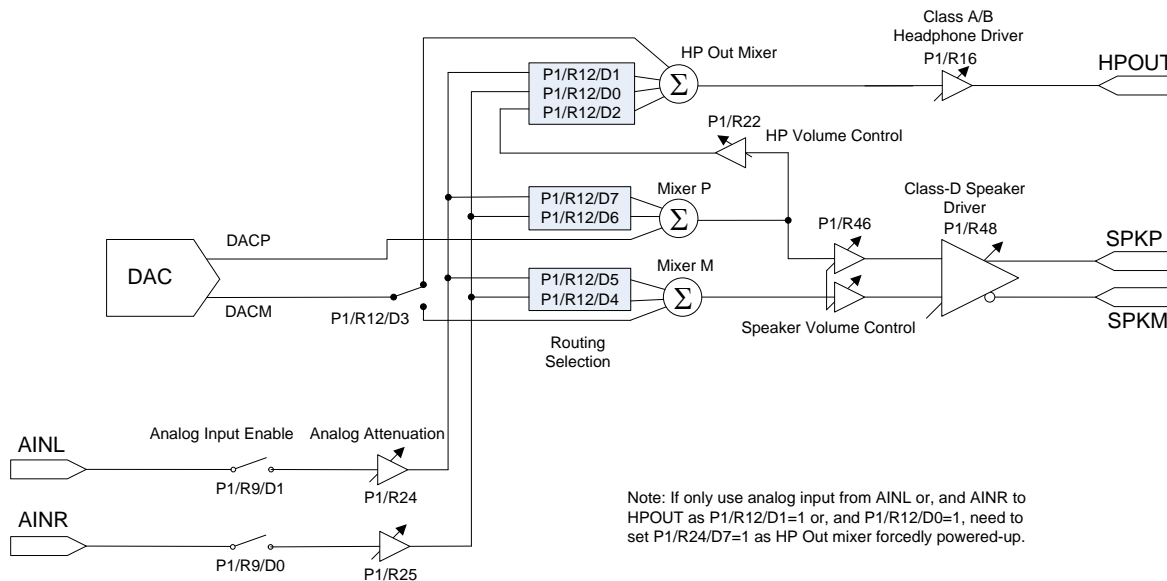 Class A/B
Headphone Driver
P1/R16
HPOUT
HP Out Mixer
P1/R12/D1
P1/R12/D0
P1/R12/D2
Σ
P1/R22
HP Volume Control
P1/R12/D7
P1/R12/D6
Mixer P
Σ
Class-D Speaker
Driver
P1/R48
P1/R46
SPKP
DAC
DACP
DACM
P1/R12/D3
P1/R12/D5
P1/R12/D4
Mixer M
Σ
Speaker Volume Control
SPKM
Routing
Selection
AINL
Analog Input Enable
Analog Attenuation
P1/R9/D1
P1/R24
AINR
P1/R9/D0
P1/R25
Note: If only use analog input from AINL or, and AINR to
HPOUT as P1/R12/D1=1 or, and P1/R12/D0=1, need to
set P1/R24/D7=1 as HP Out mixer forcedly powered-up.